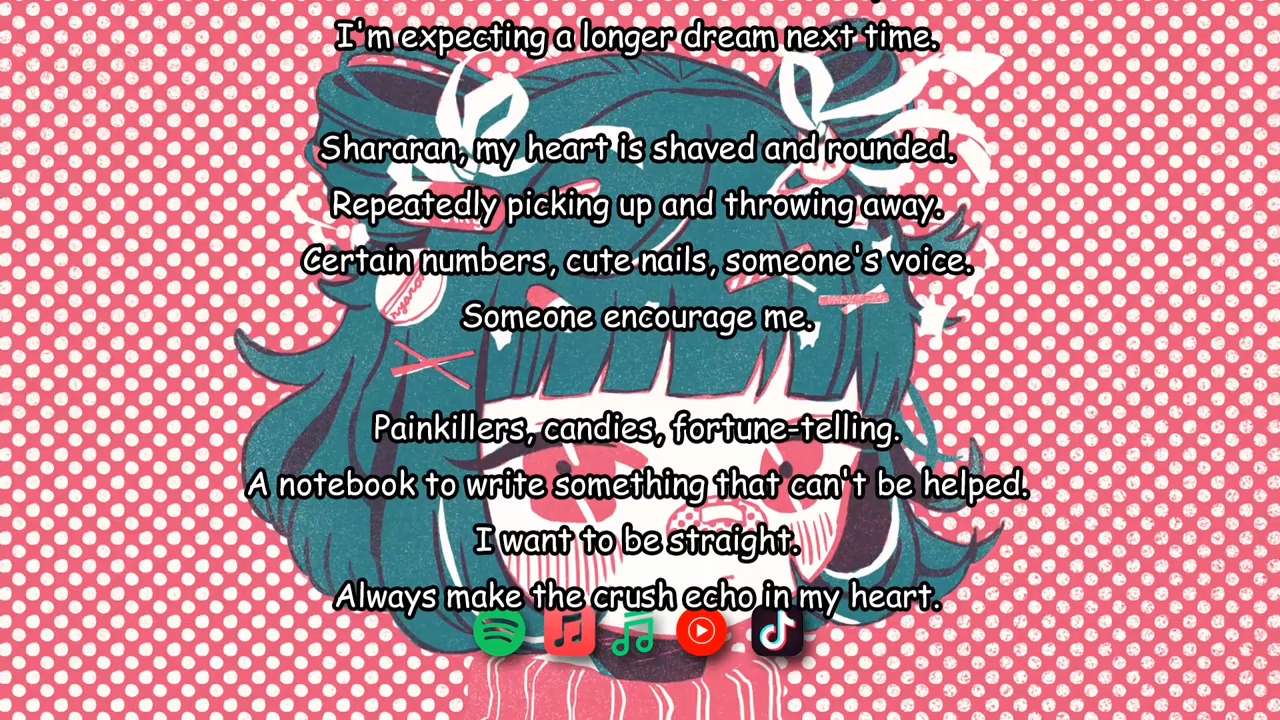 I'm expecting a longer dream next time.
Shararan, my heart is shaved and rounded.
Repeatedly picking up and throwing away.
Certain numbers, cute nails, someone's voice.
Someone encourage me.
Painkillers, candies, fortune-telling.
A notebook to write something that can't be helped.
I want to be straight.
Always make the crush echo in my heart.